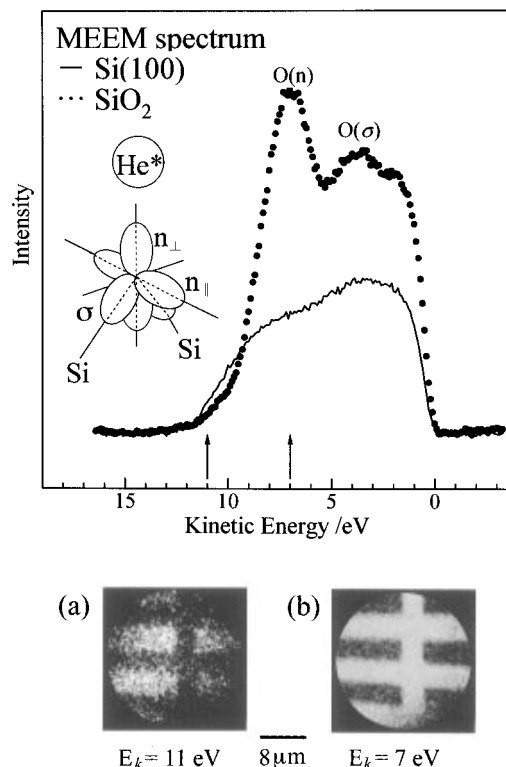 MEEM spectrum
— Si(100)
··· SiO₂
O(n)
O(σ)
He*
n⊥
n∥
σ
Si
Si
Intensity
15 10 5 0
Kinetic Energy /eV
(a) (b)
Eₖ= 11 eV 8μm Eₖ= 7 eV